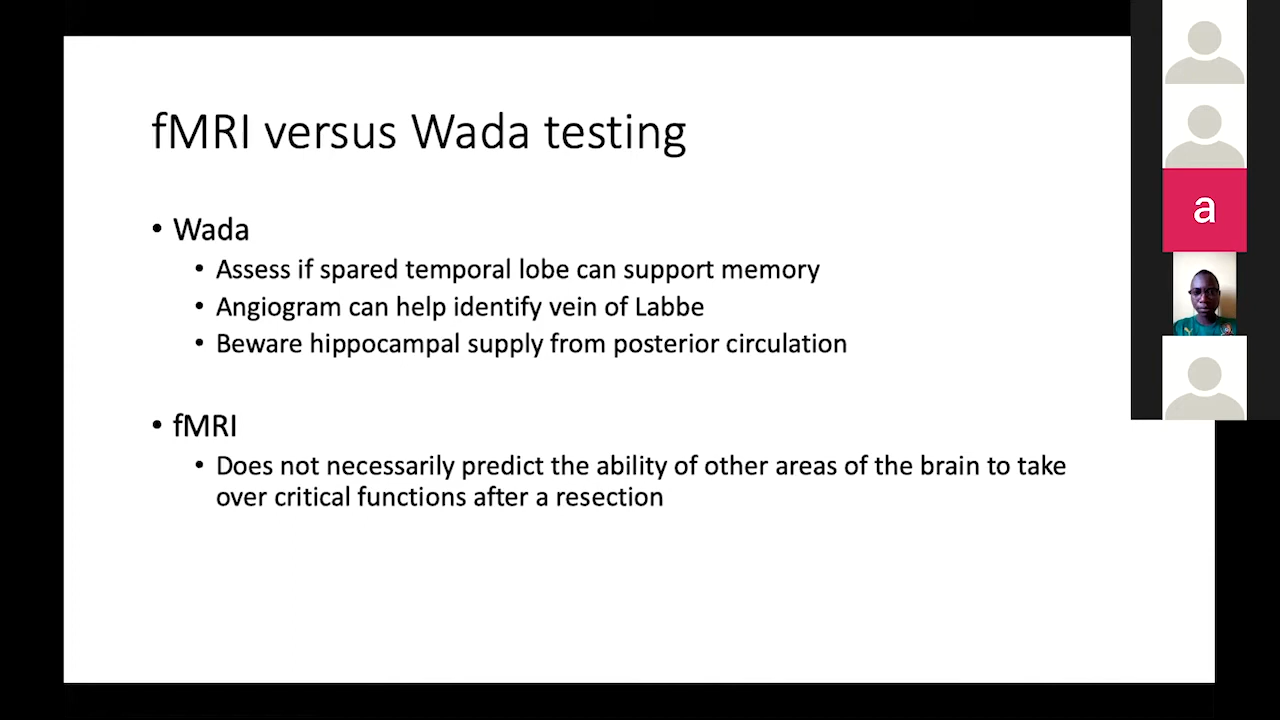 fMRI versus Wada testing
• Wada
• Assess if spared temporal lobe can support memory
• Angiogram can help identify vein of Labbe
• Beware hippocampal supply from posterior circulation
• fMRI
• Does not necessarily predict the ability of other areas of the brain to take
over critical functions after a resection
a